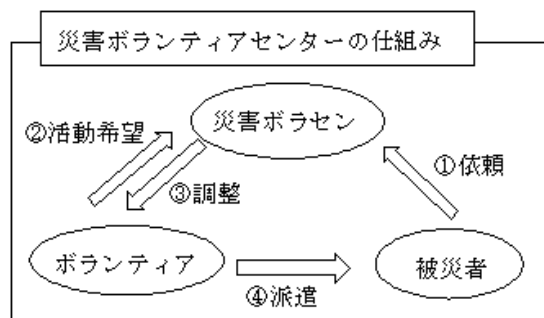 災害ボランティアセンターの仕組み
災害ボラセン
②活動希望
①依頼
③調整
ボランティア
被災者
④派遣